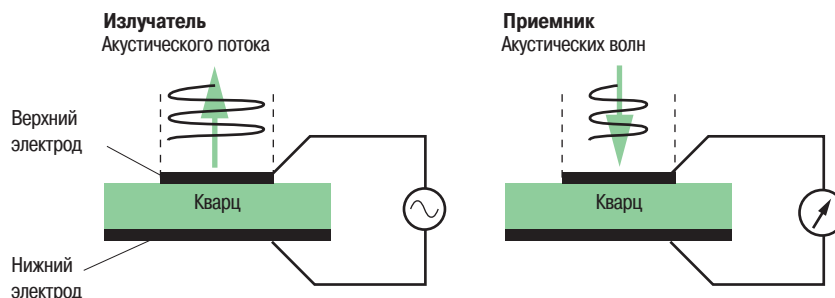 Излучатель
Акустического потока
Приемник
Акустических волн
Верхний
электрод
Кварц
Кварц
Нижний
электрод